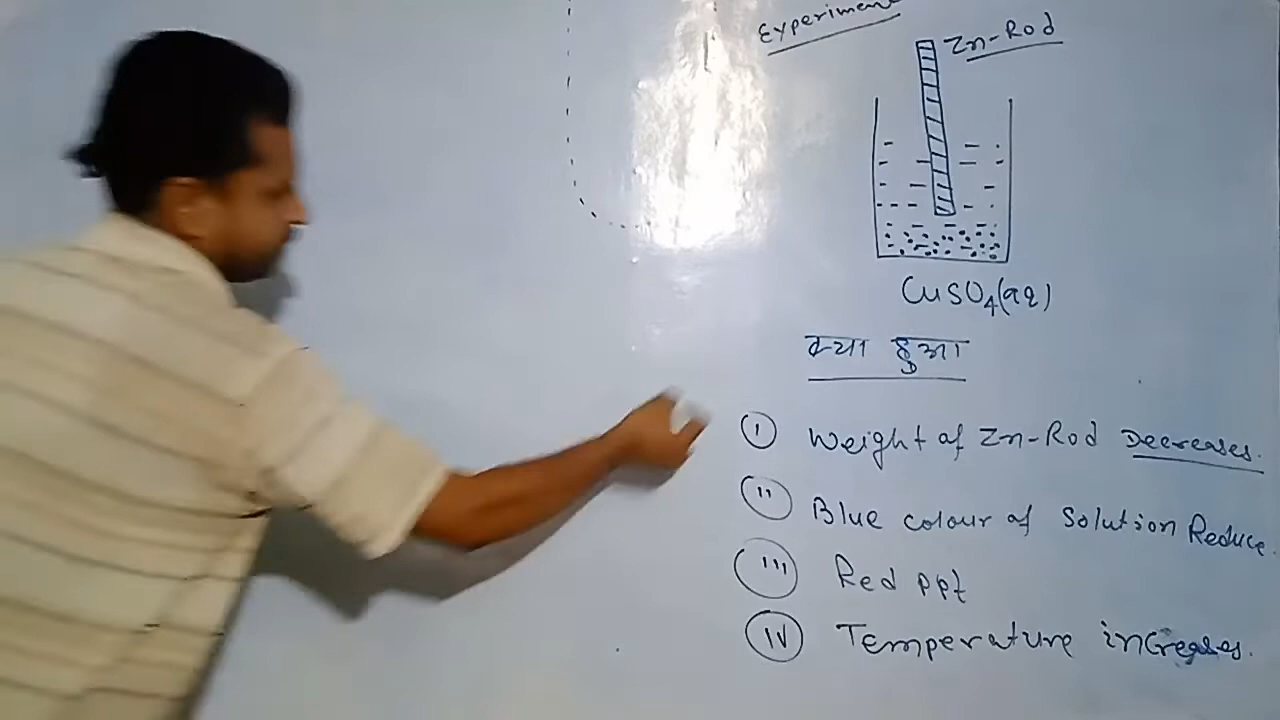 Experiment
Zn-Rod
CuSO4(aq)
क्या हुआ
(i) Weight of Zn-Rod Decreases.
(ii) Blue colour of Solution Reduce.
(iii) Red ppt
(iv) Temperature increases.